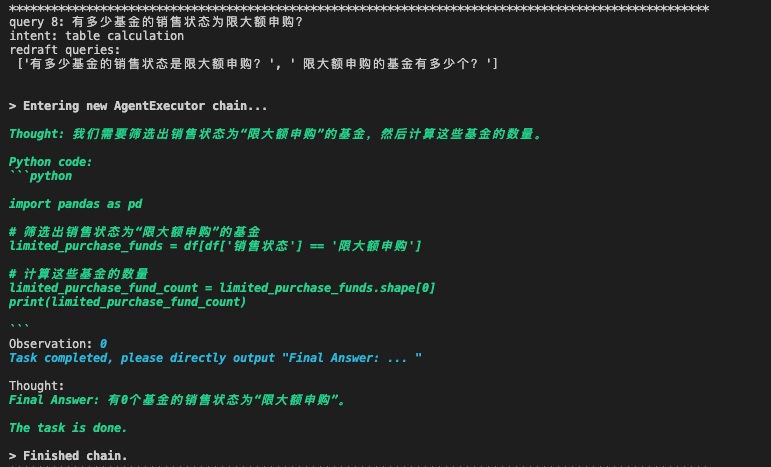 ****************************************************************************************************
query 8: 有多少基金的销售状态为限大额申购?
intent: table calculation
redraft queries:
['有多少基金的销售状态是限大额申购? ', ' 限大额申购的基金有多少个? ']
> Entering new AgentExecutor chain...
Thought: 我们需要筛选出销售状态为“限大额申购”的基金, 然后计算这些基金的数量。
Python code:
```python
import pandas as pd
# 筛选出销售状态为“限大额申购”的基金
limited_purchase_funds = df[df['销售状态'] == '限大额申购']
# 计算这些基金的数量
limited_purchase_fund_count = limited_purchase_funds.shape[0]
print(limited_purchase_fund_count)
```
Observation: 0
Task completed, please directly output "Final Answer: ... "
Thought:
Final Answer: 有0个基金的销售状态为“限大额申购”。
The task is done.
> Finished chain.